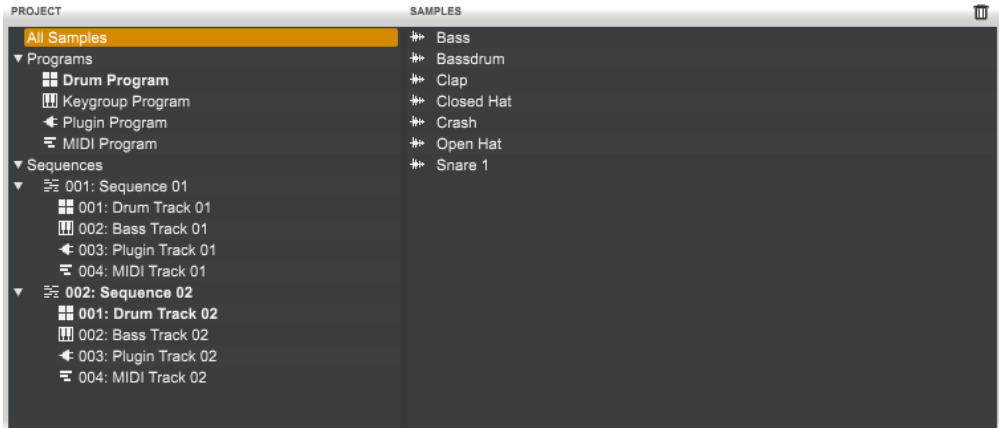 PROJECT
All Samples
Programs
Drum Program
Keygroup Program
Plugin Program
MIDI Program
Sequences
001: Sequence 01
001: Drum Track 01
002: Bass Track 01
003: Plugin Track 01
004: MIDI Track 01
002: Sequence 02
001: Drum Track 02
002: Bass Track 02
003: Plugin Track 02
004: MIDI Track 02
SAMPLES
Bass
Bassdrum
Clap
Closed Hat
Crash
Open Hat
Snare 1